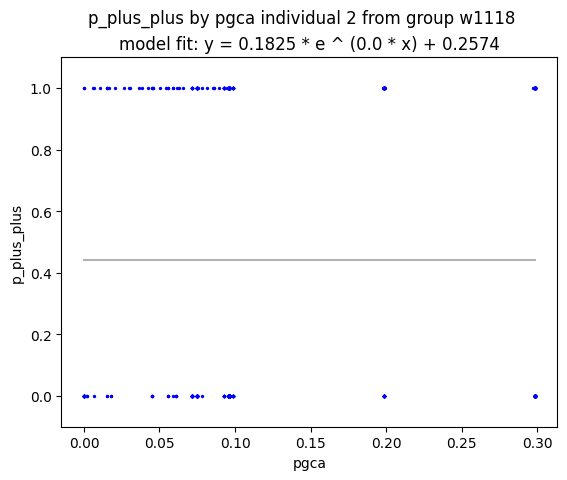 p_plus_plus by pgca individual 2 from group w1118
model fit: y = 0.1825 * e ^ (0.0 * x) + 0.2574
1.0
0.8
0.6
0.4
0.2
0.0
p_plus_plus
0.00 0.05 0.10 0.15 0.20 0.25 0.30
pgca